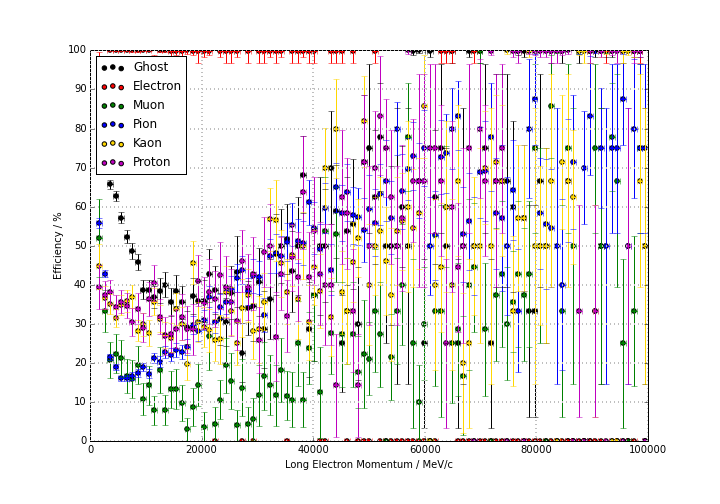 100
90
80
70
60
50
40
30
20
10
0
Efficiency / %
Ghost
Electron
Muon
Pion
Kaon
Proton
0 20000 40000 60000 80000 100000
Long Electron Momentum / MeV/c